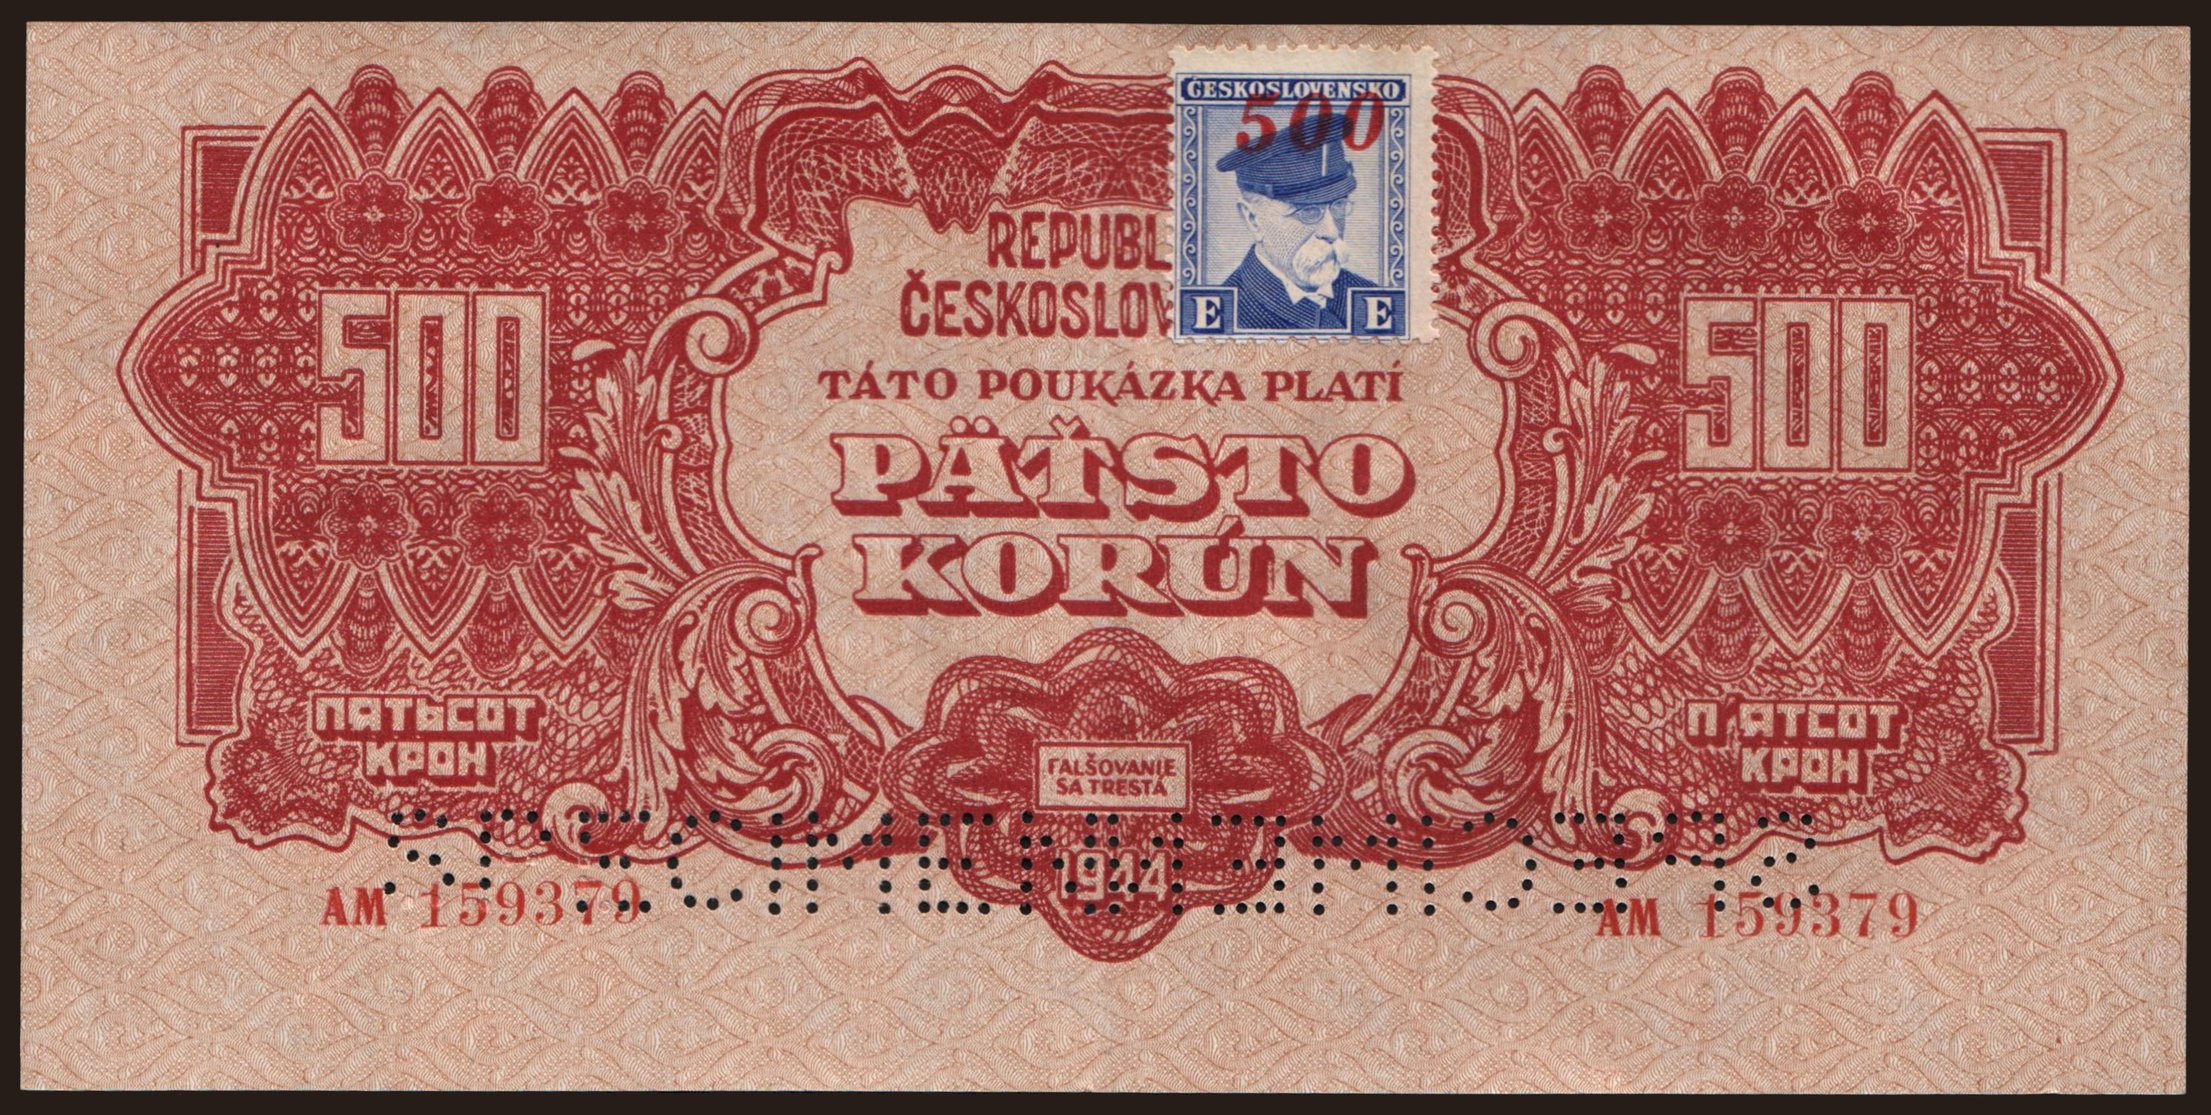 ČESKOSLOVENSKO
500
E E
REPUBL
ČESKOSLOV
500 500
TÁTO POUKÁZKA PLATÍ
PÄŤSTO
KORÚN
ПЯТЬСОТ
КРОН
П'ЯТСОТ
КРОН
FALŠOVANIE
SA TRESTÁ
1944
AM 159379 AM 159379